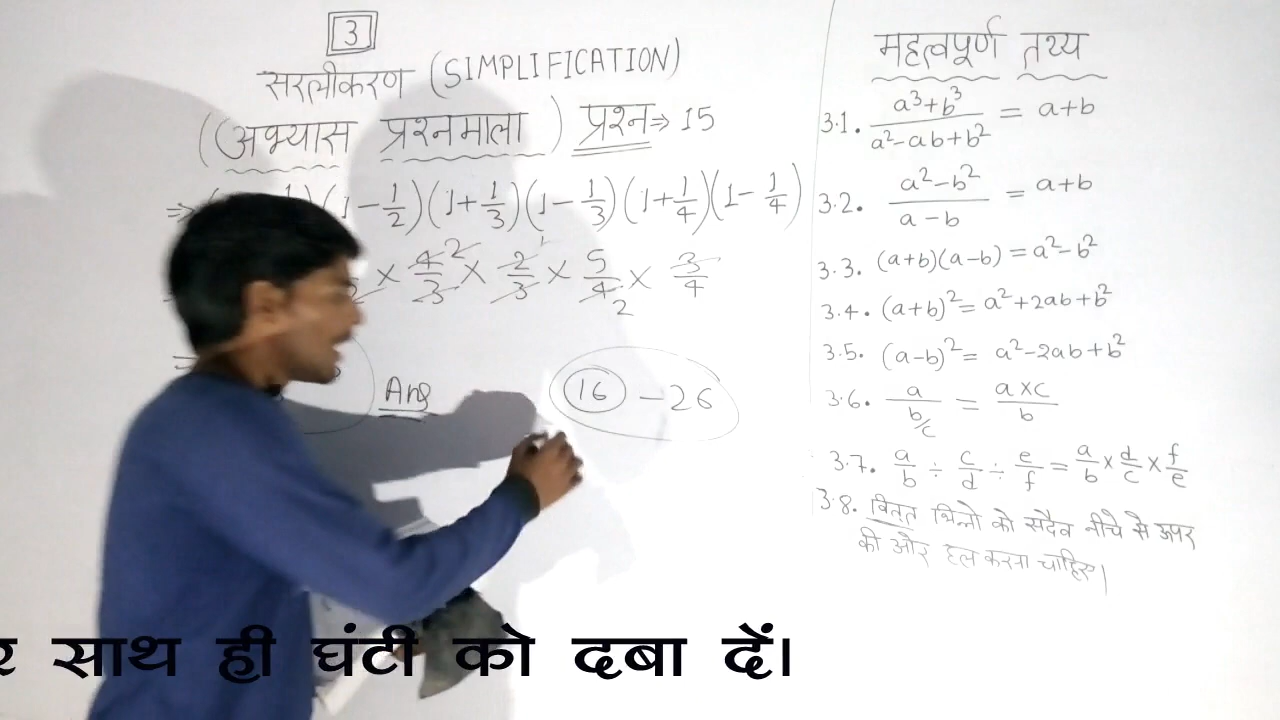 3
सरलीकरण (SIMPLIFICATION)
(अभ्यास प्रश्नमाला) प्रश्न⇒ 15
⇒ (1-1/2)(1+1/3)(1-1/3)(1+1/4)(1-1/4)
× 4/3 2 × 2/3 1 × 5/4 2 × 3/4
Ans
16 - 26
महत्वपूर्ण तथ्य
3.1. (a³+b³)/(a²-ab+b²) = a+b
3.2. (a²-b²)/(a-b) = a+b
3.3. (a+b)(a-b) = a²-b²
3.4. (a+b)² = a²+2ab+b²
3.5. (a-b)² = a²-2ab+b²
3.6. a/(b/c) = (a×c)/b
3.7. a/b ÷ c/d ÷ e/f = a/b × d/c × f/e
3.8. वितत भिन्नो को सदैव नीचे से ऊपर
की ओर हल करना चाहिए।
साथ ही घंटी को दबा दें।